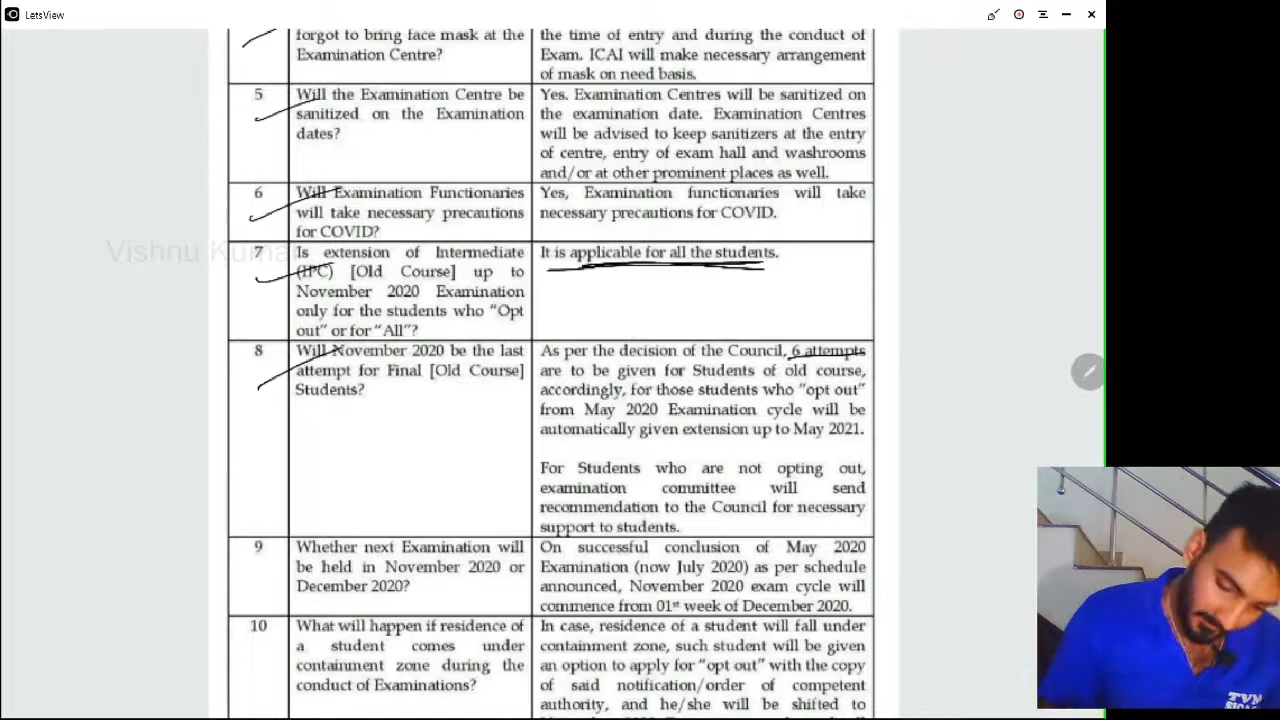 LetsView
forgot to bring face mask at the
Examination Centre?
the time of entry and during the conduct of
Exam. ICAI will make necessary arrangement
of mask on need basis.
5
Will the Examination Centre be
sanitized on the Examination
dates?
Yes. Examination Centres will be sanitized on
the examination date. Examination Centres
will be advised to keep sanitizers at the entry
of centre, entry of exam hall and washrooms
and/or at other prominent places as well.
6
Will Examination Functionaries
will take necessary precautions
for COVID?
Yes, Examination functionaries will take
necessary precautions for COVID.
Vishnu Kuma
7
Is extension of Intermediate
(IPC) [Old Course] up to
November 2020 Examination
only for the students who “Opt
out” or for “All”?
It is applicable for all the students.
8
Will November 2020 be the last
attempt for Final [Old Course]
Students?
As per the decision of the Council, 6 attempts
are to be given for Students of old course,
accordingly, for those students who “opt out”
from May 2020 Examination cycle will be
automatically given extension up to May 2021.
For Students who are not opting out,
examination committee will send
recommendation to the Council for necessary
support to students.
9
Whether next Examination will
be held in November 2020 or
December 2020?
On successful conclusion of May 2020
Examination (now July 2020) as per schedule
announced, November 2020 exam cycle will
commence from 01st week of December 2020.
10
What will happen if residence of
a student comes under
containment zone during the
conduct of Examinations?
In case, residence of a student will fall under
containment zone, such student will be given
an option to apply for “opt out” with the copy
of said notification/order of competent
authority, and he/she will be shifted to
TVN